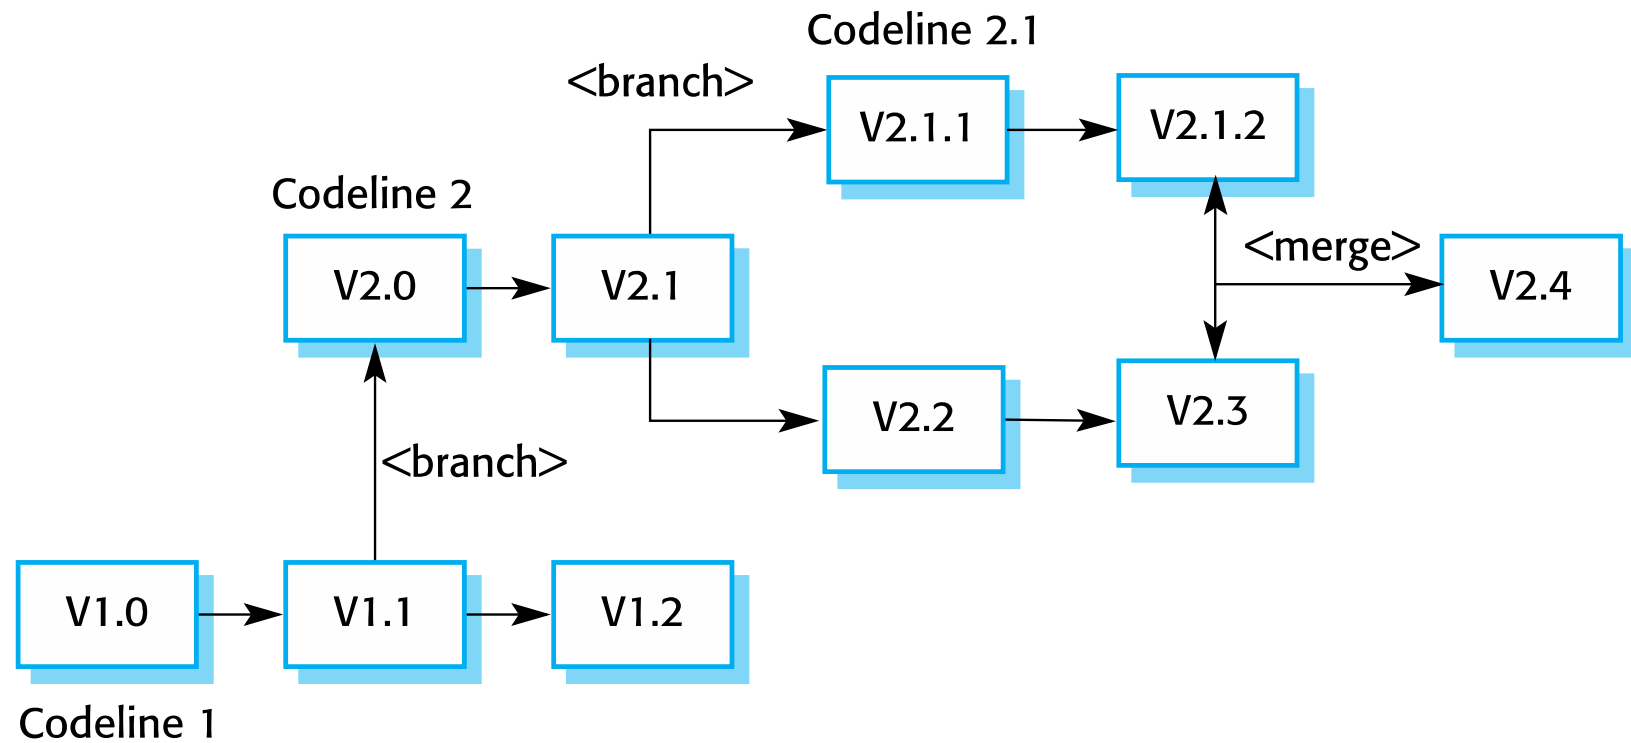 Codeline 2.1
<branch>
V2.1.1
V2.1.2
Codeline 2
V2.0
V2.1
<merge>
V2.4
V2.2
V2.3
<branch>
V1.0
V1.1
V1.2
Codeline 1